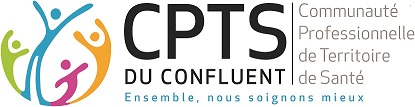 CPTS
DU CONFLUENT
Communauté
Professionnelle
de Territoire
de Santé
Ensemble, nous soignons mieux